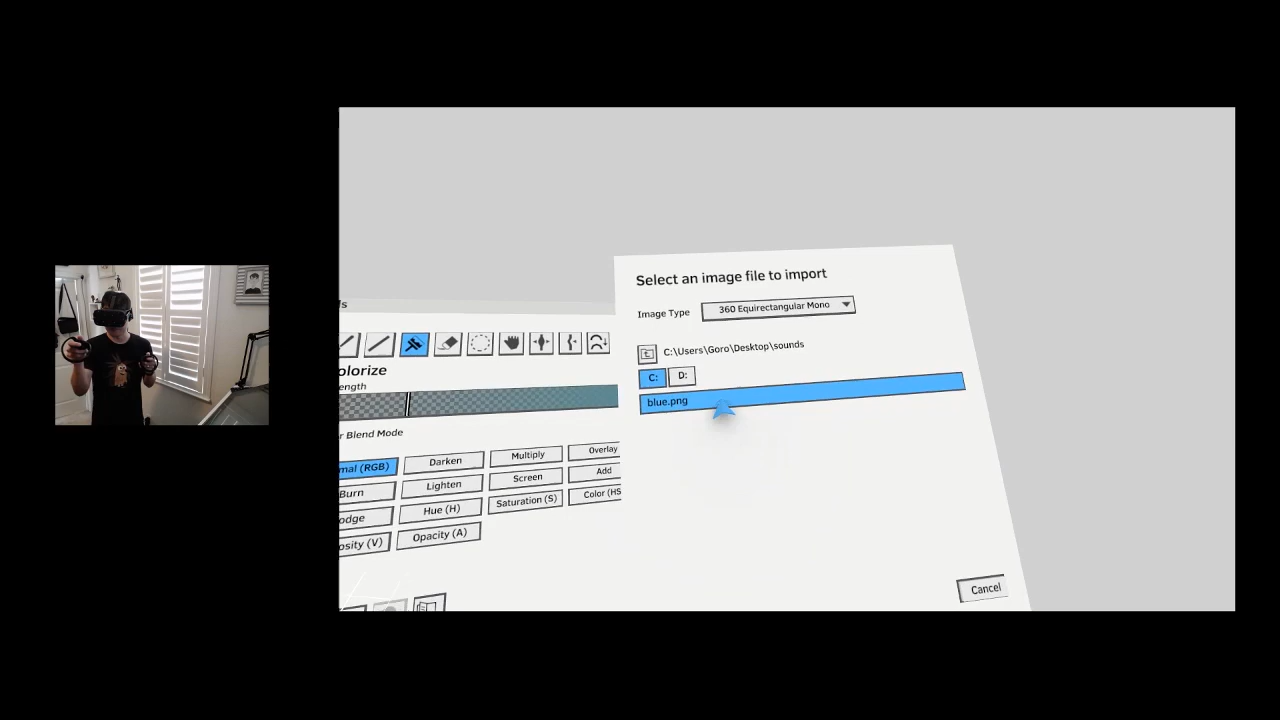 Select an image file to import
Image Type
360 Equirectangular Mono
C:\Users\Goro\Desktop\sounds
C:
D:
blue.png
Cancel
ls
olorize
ength
r Blend Mode
mal (RGB)
Darken
Multiply
Overlay
Burn
Lighten
Screen
Add
odge
Hue (H)
Saturation (S)
Color (HS
osity (V)
Opacity (A)